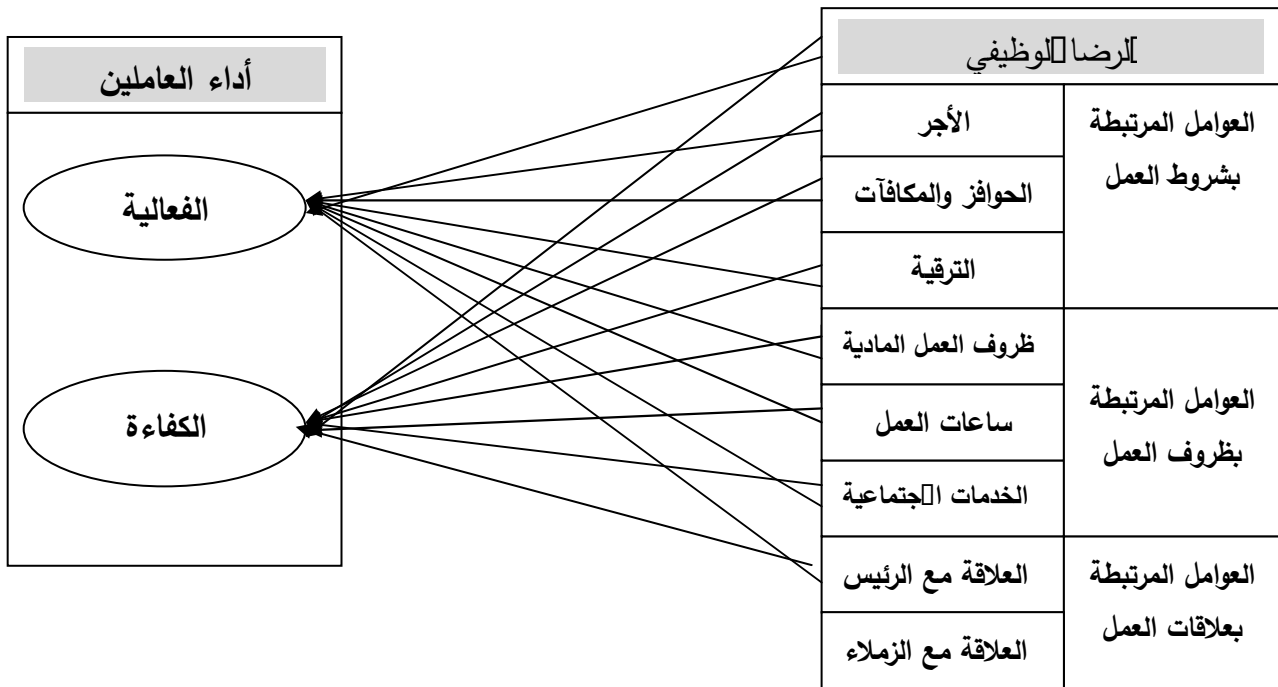 الرضا الوظيفي
العوامل المرتبطة
بشروط العمل
الأجر
الحوافز والمكافآت
الترقية
العوامل المرتبطة
بظروف العمل
ظروف العمل المادية
ساعات العمل
الخدمات الاجتماعية
العوامل المرتبطة
بعلاقات العمل
العلاقة مع الرئيس
العلاقة مع الزملاء
أداء العاملين
الفعالية
الكفاءة